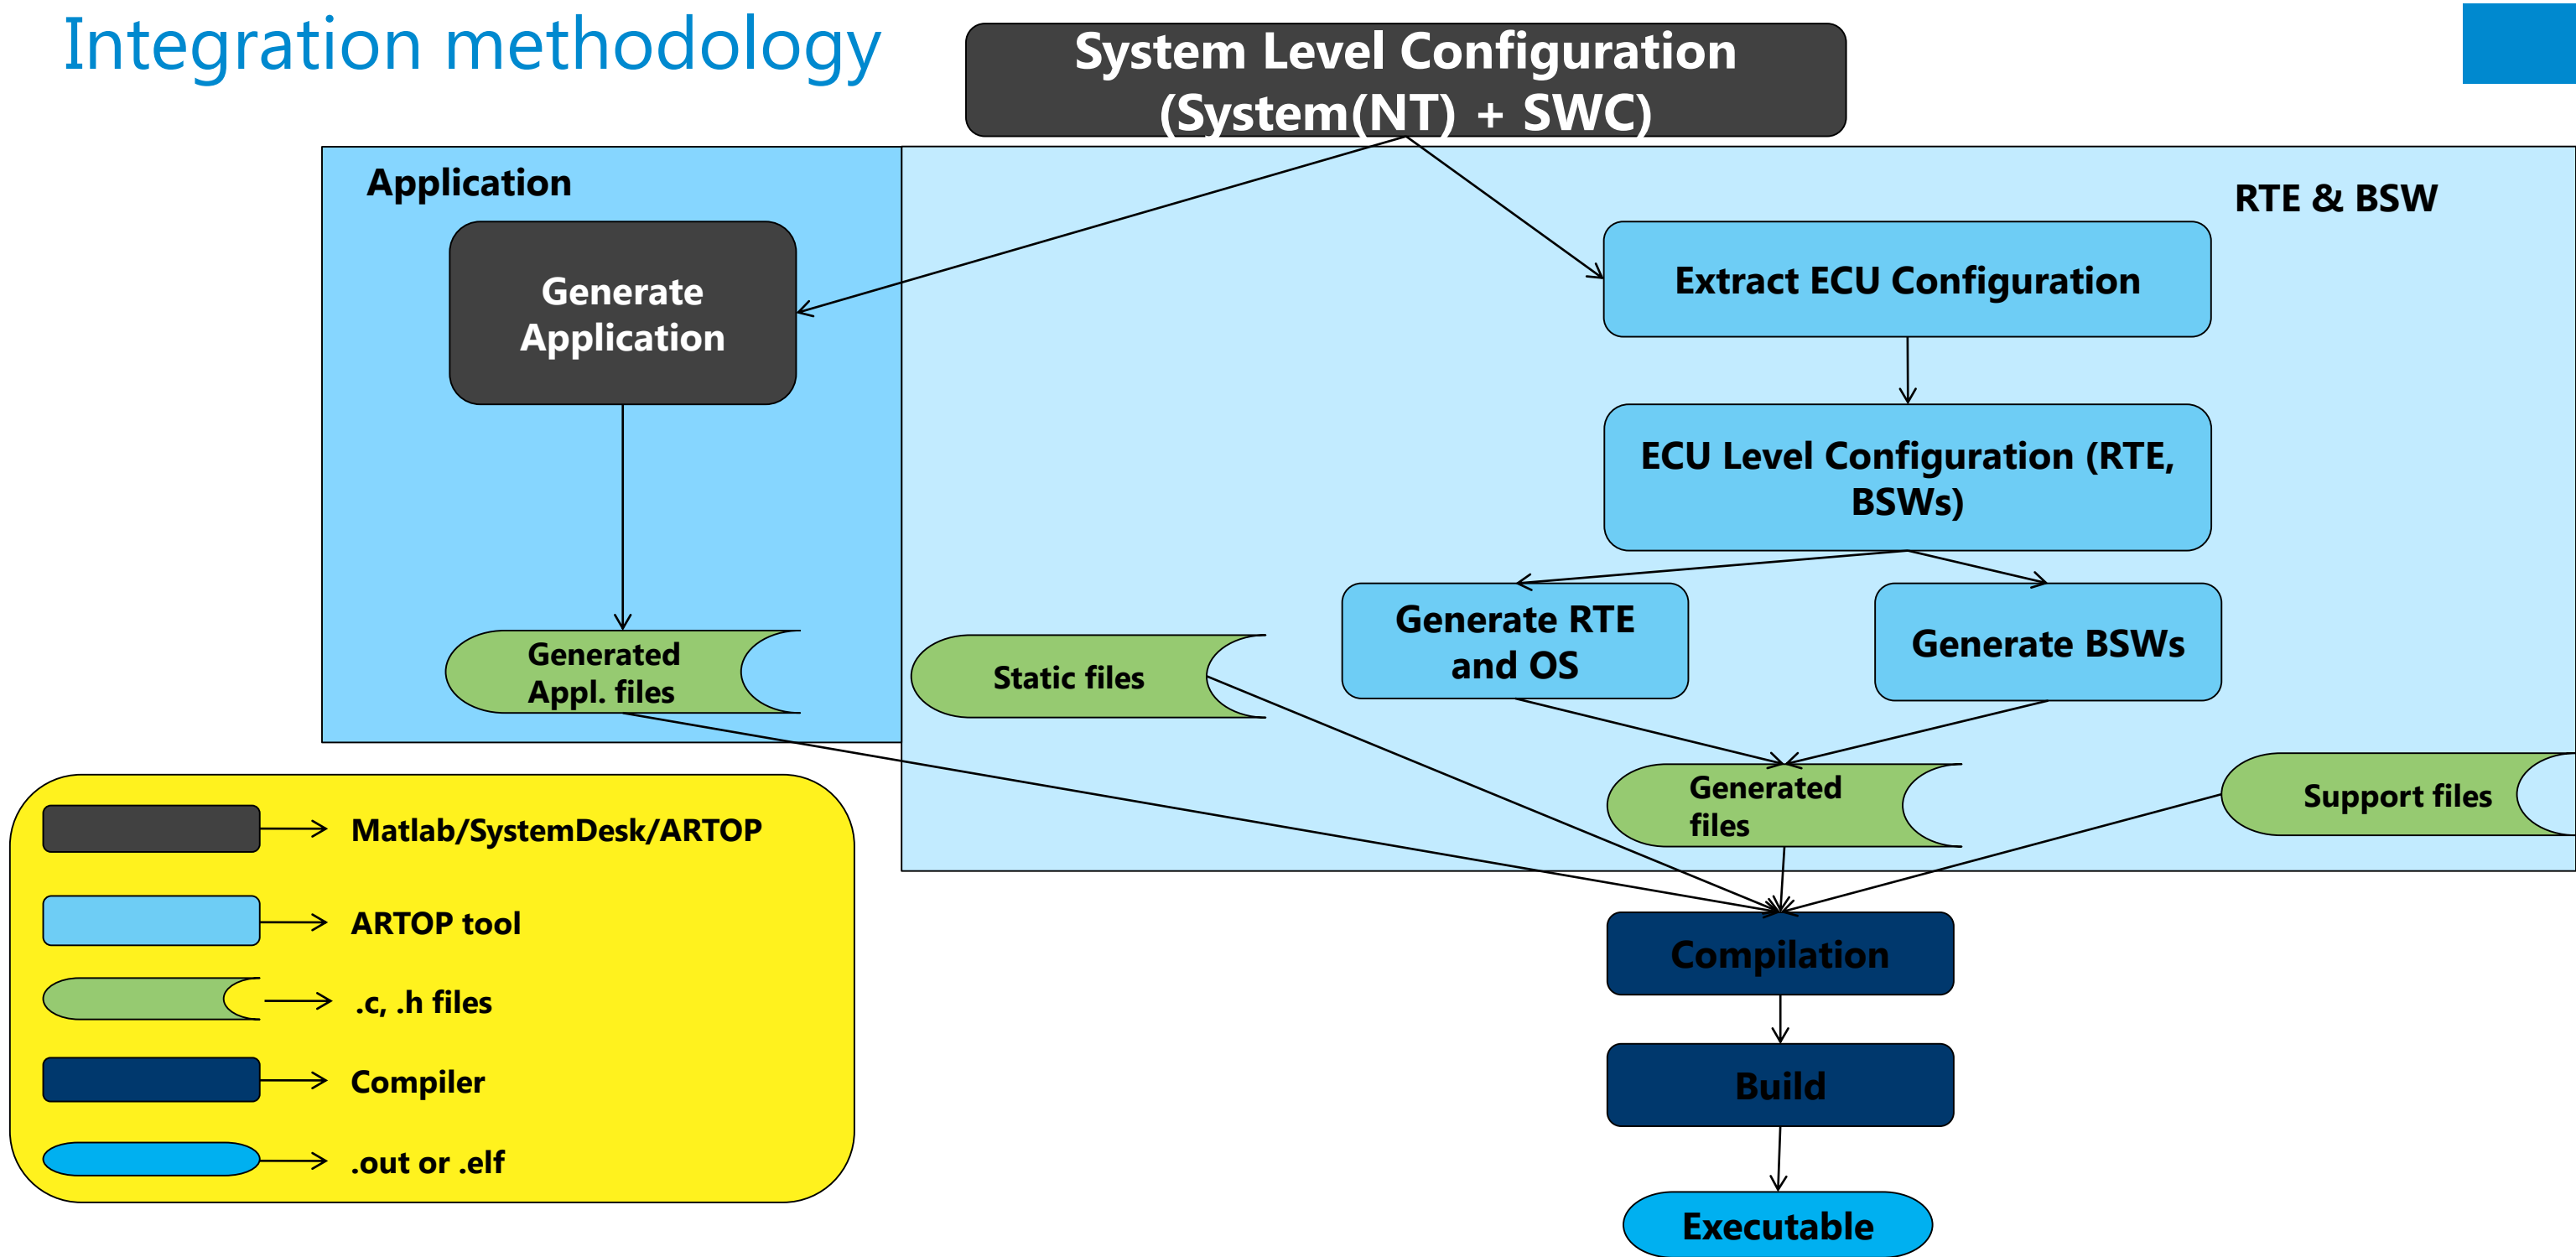 Integration methodology
System Level Configuration
(System(NT) + SWC)
Application
RTE & BSW
Generate
Application
Extract ECU Configuration
ECU Level Configuration (RTE,
BSWs)
Generate RTE
and OS
Generate BSWs
Generated
Appl. files
Static files
Generated
files
Support files
Matlab/SystemDesk/ARTOP
ARTOP tool
.c, .h files
Compiler
.out or .elf
Compilation
Build
Executable